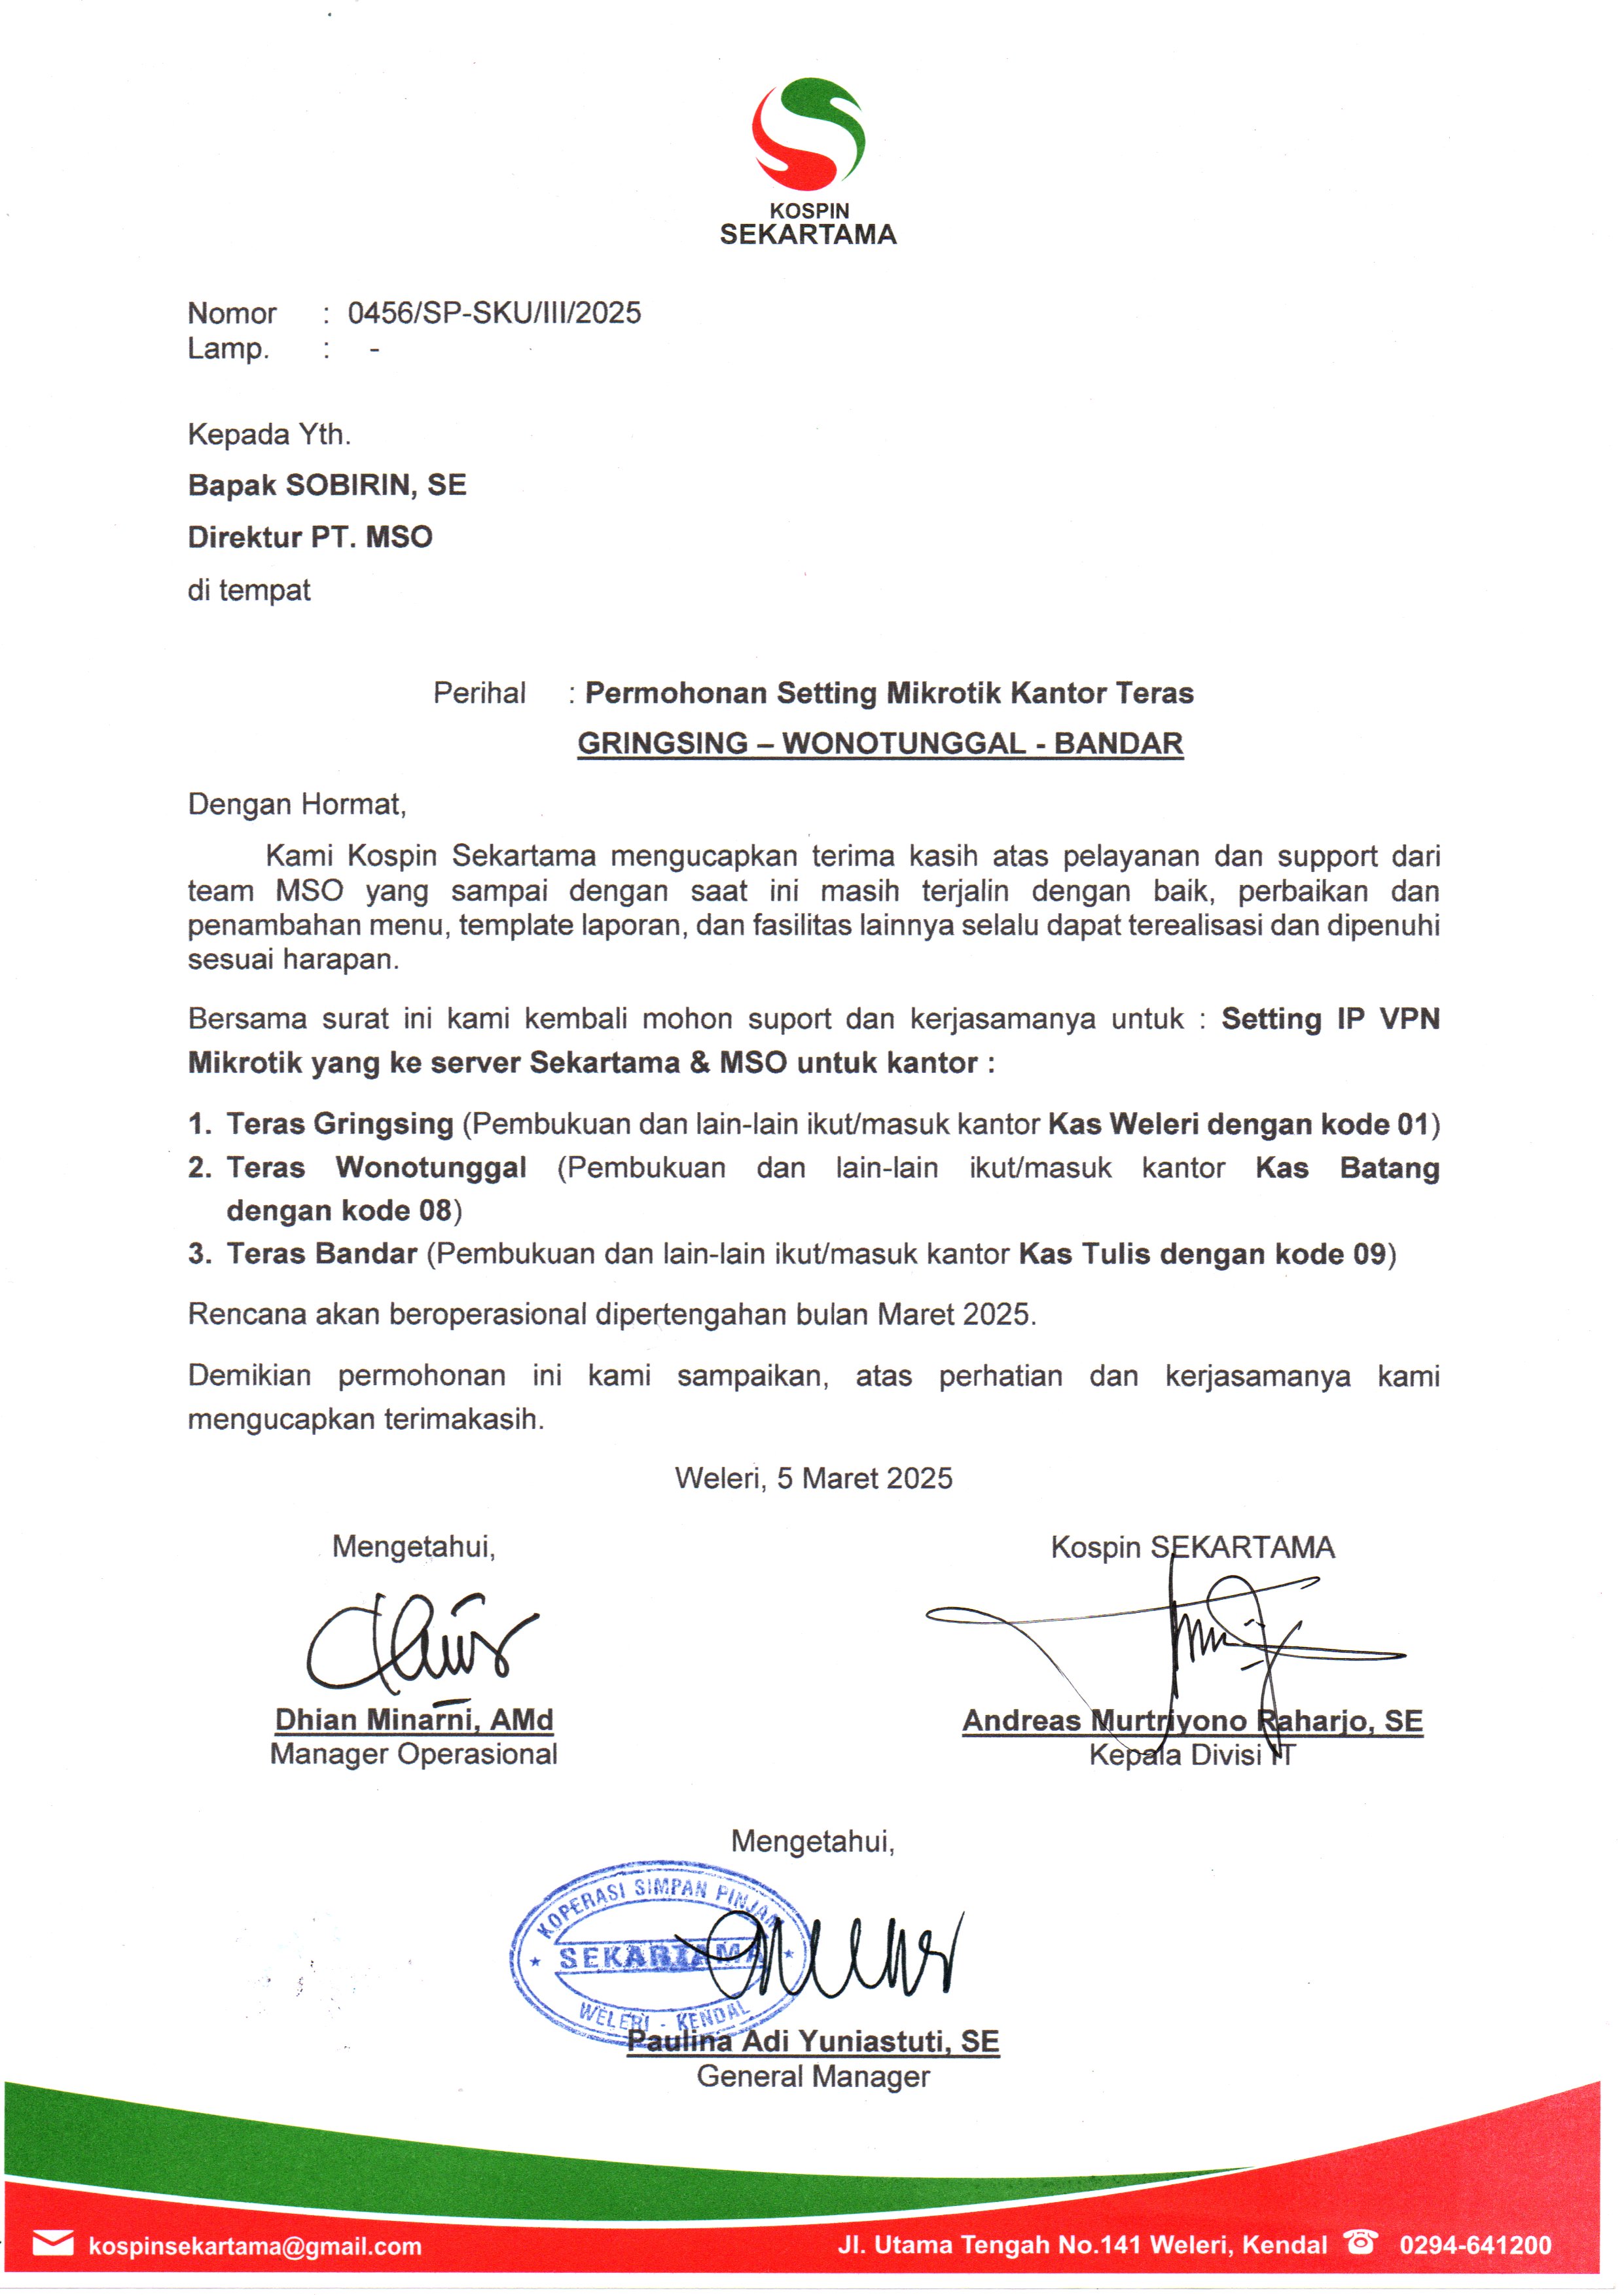 KOSPIN
SEKARTAMA
Nomor : 0456/SP-SKU/III/2025
Lamp. : -
Kepada Yth.
Bapak SOBIRIN, SE
Direktur PT. MSO
di tempat
Perihal : Permohonan Setting Mikrotik Kantor Teras
GRINGSING – WONOTUNGGAL - BANDAR
Dengan Hormat,
Kami Kospin Sekartama mengucapkan terima kasih atas pelayanan dan support dari
team MSO yang sampai dengan saat ini masih terjalin dengan baik, perbaikan dan
penambahan menu, template laporan, dan fasilitas lainnya selalu dapat terealisasi dan dipenuhi
sesuai harapan.
Bersama surat ini kami kembali mohon suport dan kerjasamanya untuk : Setting IP VPN
Mikrotik yang ke server Sekartama & MSO untuk kantor :
1. Teras Gringsing (Pembukuan dan lain-lain ikut/masuk kantor Kas Weleri dengan kode 01)
2. Teras Wonotunggal (Pembukuan dan lain-lain ikut/masuk kantor Kas Batang
dengan kode 08)
3. Teras Bandar (Pembukuan dan lain-lain ikut/masuk kantor Kas Tulis dengan kode 09)
Rencana akan beroperasional dipertengahan bulan Maret 2025.
Demikian permohonan ini kami sampaikan, atas perhatian dan kerjasamanya kami
mengucapkan terimakasih.
Weleri, 5 Maret 2025
Mengetahui,
Kospin SEKARTAMA
Dhian Minarni, AMd
Manager Operasional
Andreas Murtriyono Raharjo, SE
Kepala Divisi IT
Mengetahui,
KOPERASI SIMPAN PINJAM
SEKARTAMA
WELERI - KENDAL
Paulina Adi Yuniastuti, SE
General Manager
kospinsekartama@gmail.com
Jl. Utama Tengah No.141 Weleri, Kendal 0294-641200